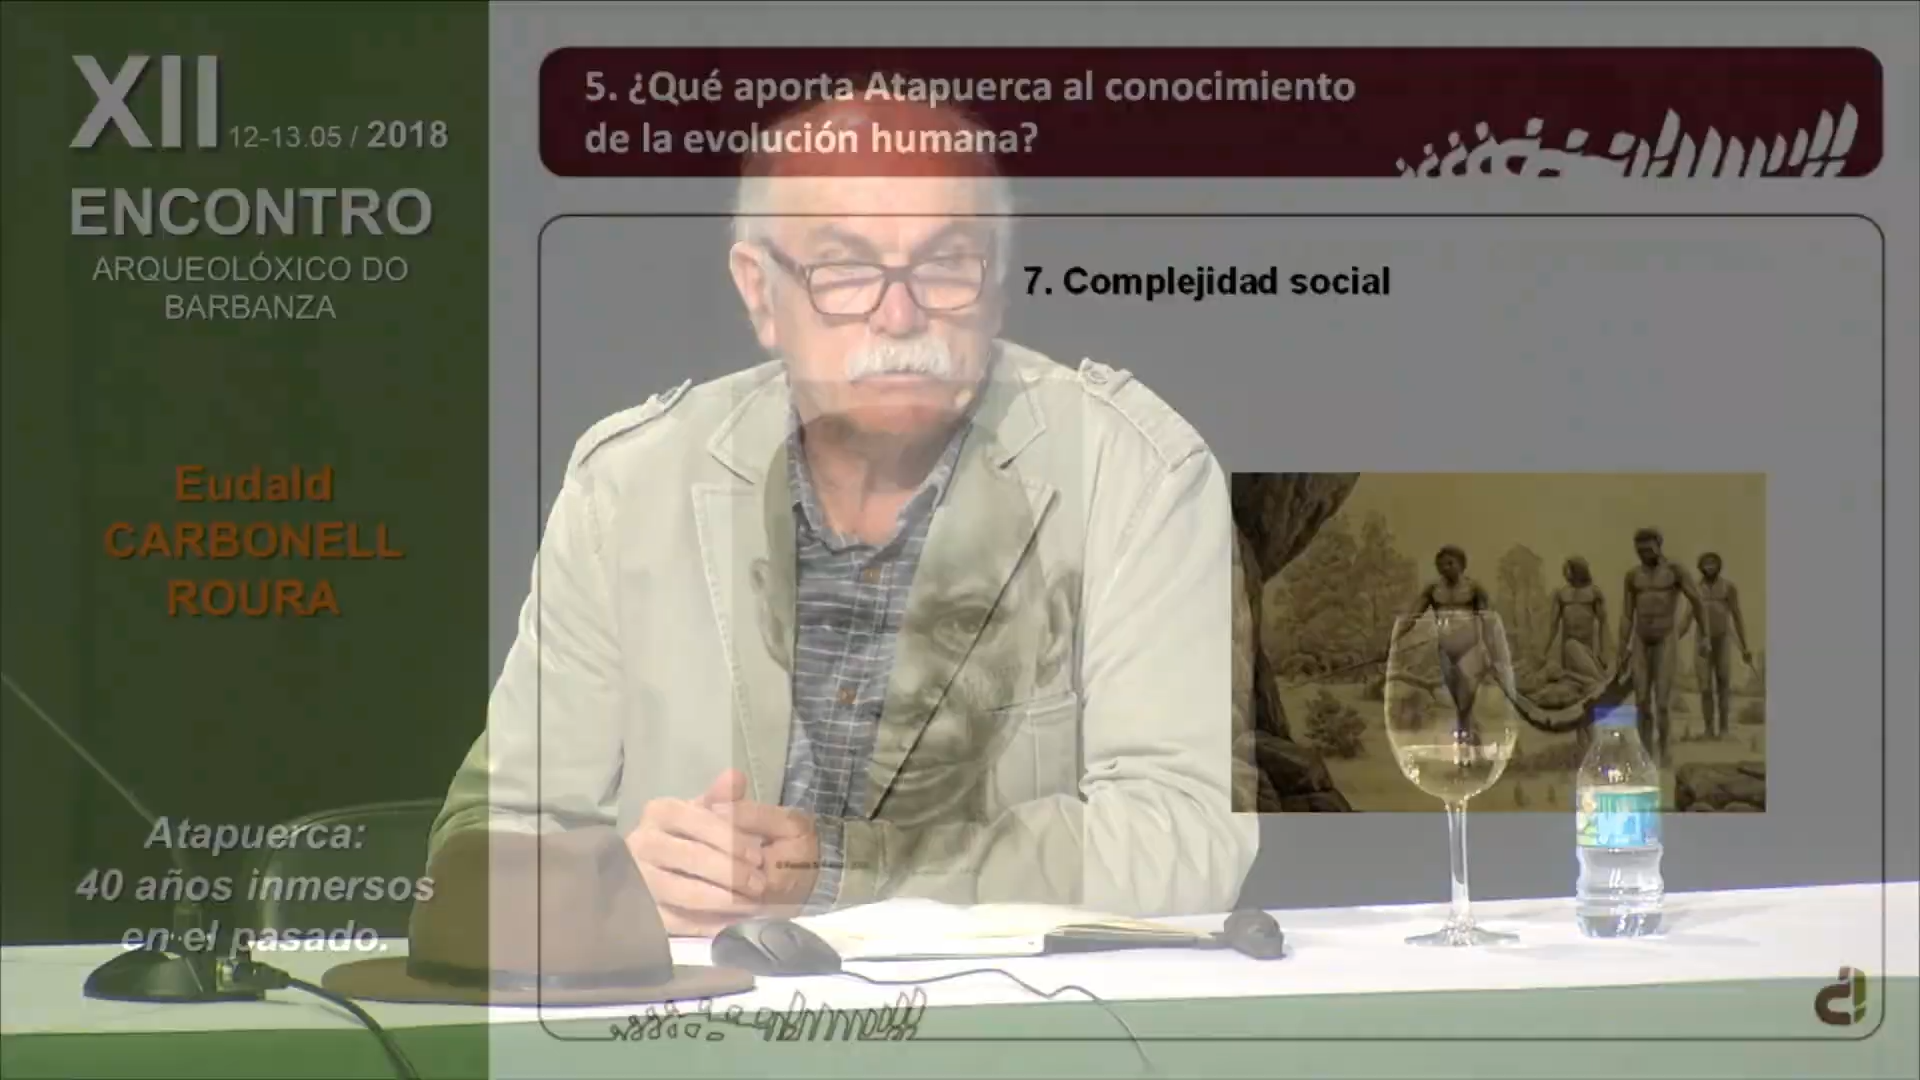 XII 12-13.05 / 2018
ENCONTRO
ARQUEOLÓXICO DO
BARBANZA
Eudald
CARBONELL
ROURA
Atapuerca:
40 años inmersos
en el pasado.
5. ¿Qué aporta Atapuerca al conocimiento
de la evolución humana?
7. Complejidad social